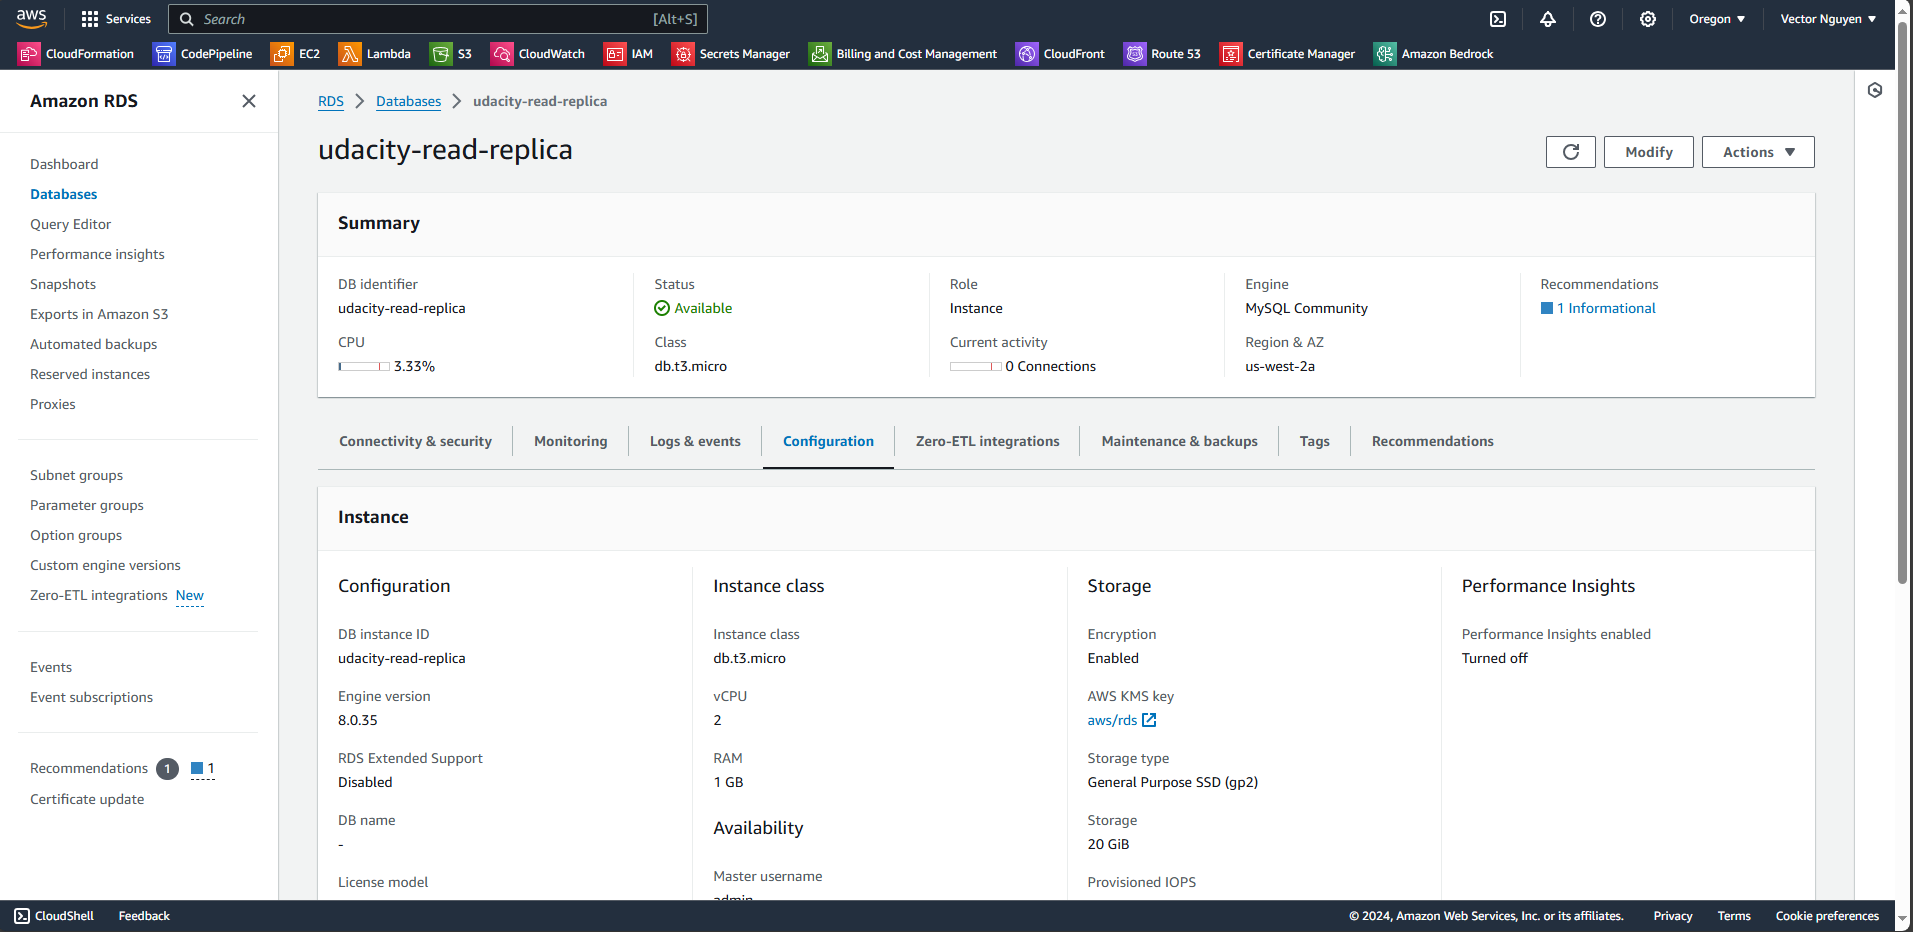 aws Services Search [Alt+S] Oregon ▼ Vector Nguyen ▼
CloudFormation CodePipeline EC2 Lambda S3 CloudWatch IAM Secrets Manager Billing and Cost Management CloudFront Route 53 Certificate Manager Amazon Bedrock
Amazon RDS
Dashboard
Databases
Query Editor
Performance insights
Snapshots
Exports in Amazon S3
Automated backups
Reserved instances
Proxies
Subnet groups
Parameter groups
Option groups
Custom engine versions
Zero-ETL integrations New
Events
Event subscriptions
Recommendations 1 1
Certificate update
RDS > Databases > udacity-read-replica
udacity-read-replica
Modify Actions ▼
Summary
DB identifier
udacity-read-replica
CPU
3.33%
Status
Available
Class
db.t3.micro
Role
Instance
Current activity
0 Connections
Engine
MySQL Community
Region & AZ
us-west-2a
Recommendations
1 Informational
Connectivity & security Monitoring Logs & events Configuration Zero-ETL integrations Maintenance & backups Tags Recommendations
Instance
Configuration
DB instance ID
udacity-read-replica
Engine version
8.0.35
RDS Extended Support
Disabled
DB name
-
License model
Instance class
Instance class
db.t3.micro
vCPU
2
RAM
1 GB
Availability
Master username
admin
Storage
Encryption
Enabled
AWS KMS key
aws/rds
Storage type
General Purpose SSD (gp2)
Storage
20 GiB
Provisioned IOPS
Performance Insights
Performance Insights enabled
Turned off
CloudShell Feedback © 2024, Amazon Web Services, Inc. or its affiliates. Privacy Terms Cookie preferences